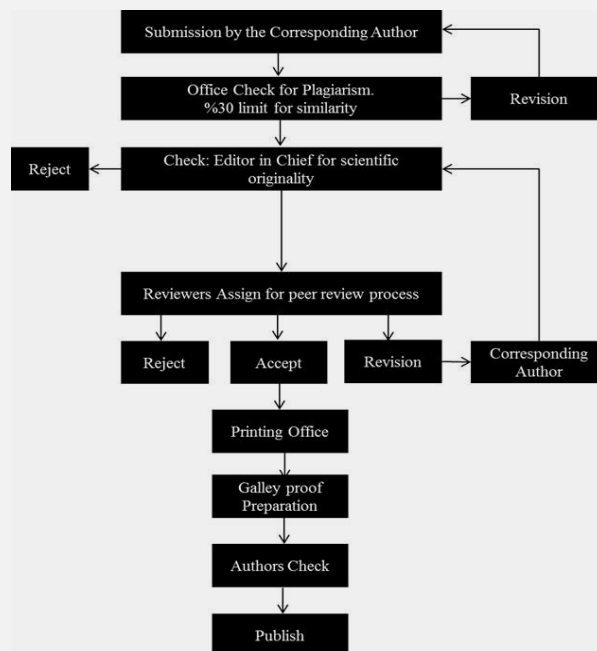 Submission by the Corresponding Author
Office Check for Plagiarism.
%30 limit for similarity
Revision
Reject
Check: Editor in Chief for scientific
originality
Reviewers Assign for peer review process
Reject
Accept
Revision
Corresponding
Author
Printing Office
Galley proof
Preparation
Authors Check
Publish